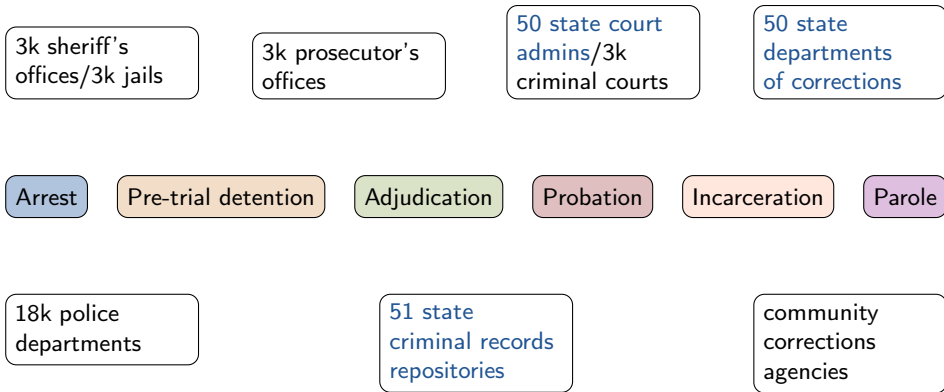 3k sheriff's
offices/3k jails
3k prosecutor's
offices
50 state court
admins/3k
criminal courts
50 state
departments
of corrections
Arrest
Pre-trial detention
Adjudication
Probation
Incarceration
Parole
18k police
departments
51 state
criminal records
repositories
community
corrections
agencies